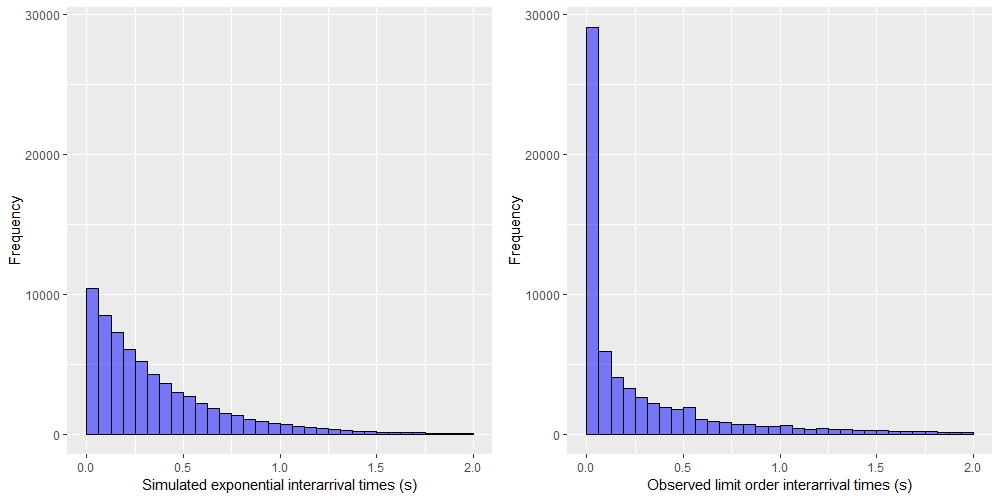 30000
20000
10000
0
Frequency
0.0 0.5 1.0 1.5 2.0
Simulated exponential interarrival times (s)
30000
20000
10000
0
Frequency
0.0 0.5 1.0 1.5 2.0
Observed limit order interarrival times (s)